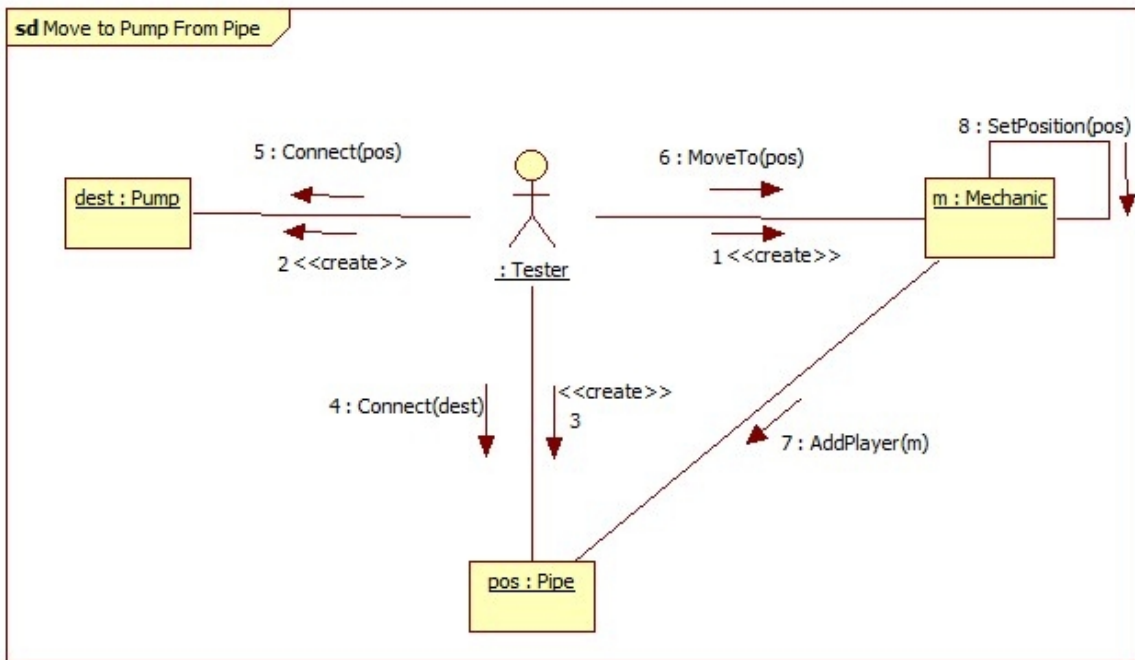 sd Move to Pump From Pipe
8 : SetPosition(pos)
5 : Connect(pos)
6 : MoveTo(pos)
dest : Pump
m : Mechanic
2 <<create>>
: Tester
1 <<create>>
4 : Connect(dest)
<<create>>
3
7 : AddPlayer(m)
pos : Pipe